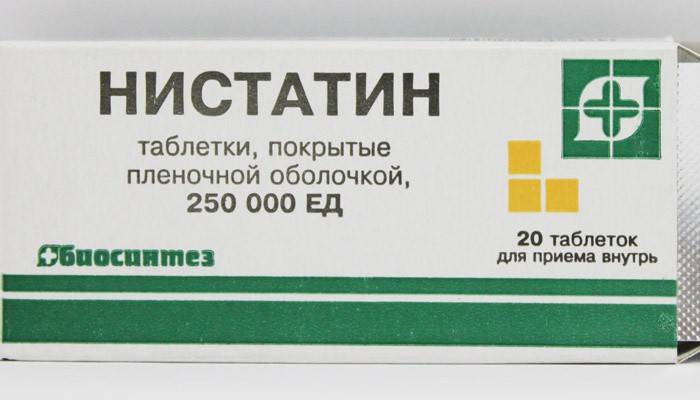 НИСТАТИН
таблетки, покрытые
пленочной оболочкой,
250 000 ЕД
биосинтез
20 таблеток
для приема внутрь